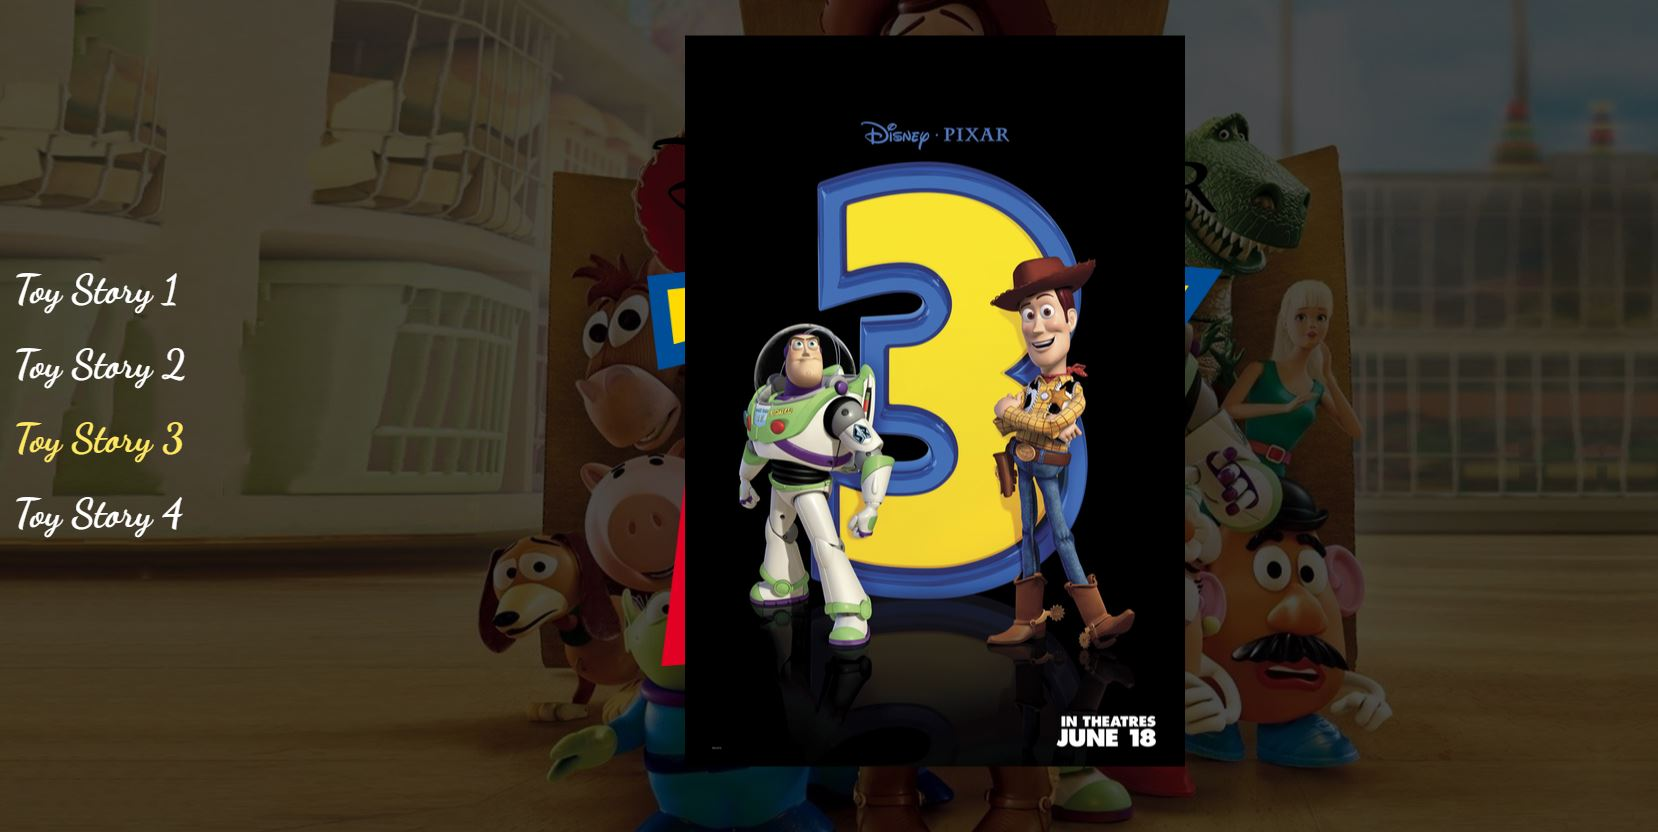 Toy Story 1
Toy Story 2
Toy Story 3
Toy Story 4
Disney · PIXAR
3
IN THEATRES
JUNE 18